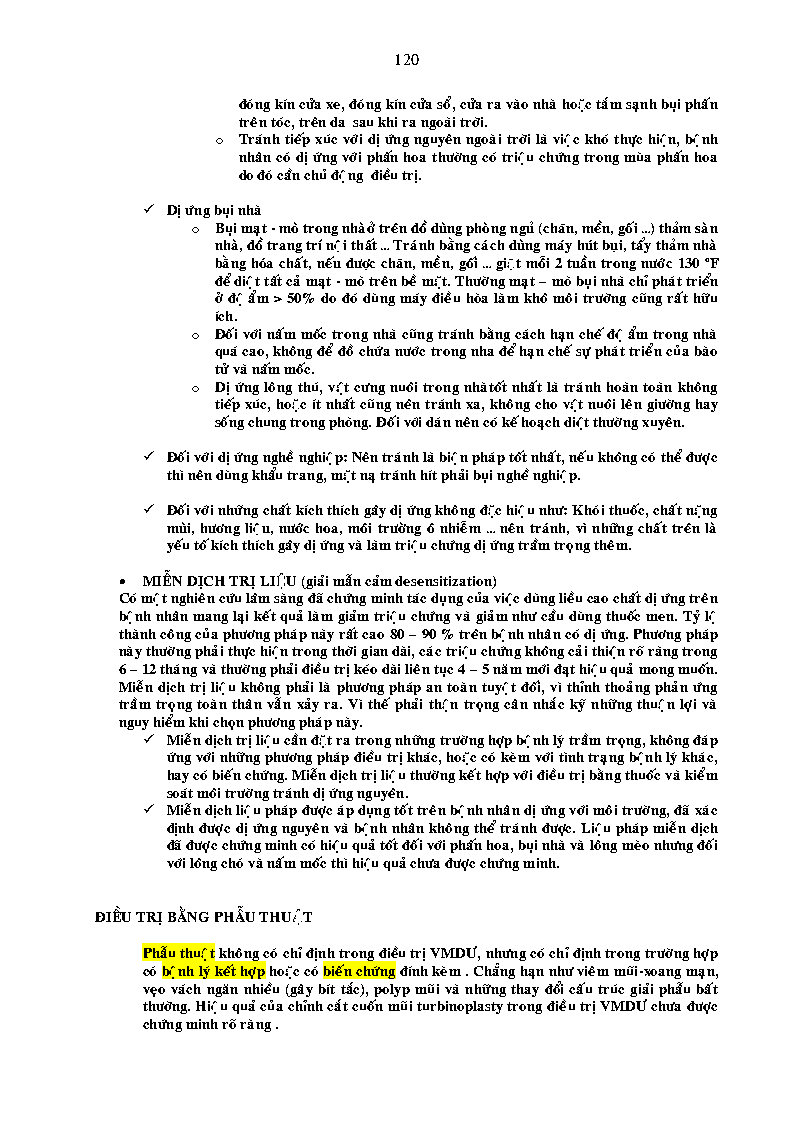 120
đóng kín cửa xe, đóng kín cửa sổ, cửa ra vào nhà hoặc tắm sạnh bụi phấn
trên tóc, trên da sau khi ra ngoài trời.
o Tránh tiếp xúc với dị ứng nguyên ngoài trời là việc khó thực hiện, bệnh
nhân có dị ứng với phấn hoa thường có triệu chứng trong mùa phấn hoa
do đó cần chủ động điều trị.
✓ Dị ứng bụi nhà
o Bụi mạt - mò trong nhà ở trên đồ dùng phòng ngủ (chăn, mền, gối ...) thảm sàn
nhà, đồ trang trí nội thất ... Tránh bằng cách dùng máy hút bụi, tẩy thảm nhà
bằng hóa chất, nếu được chăn, mền, gối ... giặt mỗi 2 tuần trong nước 130 °F
để diệt tất cả mạt - mò trên bề mặt. Thường mạt – mò bụi nhà chỉ phát triển
ở độ ẩm > 50% do đó dùng máy điều hòa làm khô môi trường cũng rất hữu
ích.
o Đối với nấm mốc trong nhà cũng tránh bằng cách hạn chế độ ẩm trong nhà
quá cao, không để đồ chứa nước trong nha để hạn chế sự phát triển của bào
tử và nấm mốc.
o Dị ứng lông thú, vật cưng nuôi trong nhàtốt nhất là tránh hoàn toàn không
tiếp xúc, hoặc ít nhất cũng nên tránh xa, không cho vật nuôi lên giường hay
sống chung trong phòng. Đối với dán nên có kế hoạch diệt thường xuyên.
✓ Đối với dị ứng nghề nghiệp: Nên tránh là biện pháp tốt nhất, nếu không có thể được
thì nên dùng khẩu trang, mặt nạ tránh hít phải bụi nghề nghiệp.
✓ Đối với những chất kích thích gây dị ứng không đặc hiệu như: Khói thuốc, chất nặng
mùi, hương liệu, nước hoa, môi trường ô nhiễm ... nên tránh, vì những chất trên là
yếu tố kích thích gây dị ứng và làm triệu chứng dị ứng trầm trọng thêm.
• MIỄN DỊCH TRỊ LIỆU (giải mẫn cảm desensitization)
Có một nghiên cứu lâm sàng đã chứng minh tác dụng của việc dùng liều cao chất dị ứng trên
bệnh nhân mang lại kết quả làm giảm triệu chứng và giảm như cầu dùng thuốc men. Tỷ lệ
thành công của phương pháp này rất cao 80 – 90 % trên bệnh nhân có dị ứng. Phương pháp
này thường phải thực hiện trong thời gian dài, các triệu chứng không cải thiện rõ ràng trong
6 – 12 tháng và thường phải điều trị kéo dài liên tục 4 – 5 năm mới đạt hiệu quả mong muốn.
Miễn dịch trị liệu không phải là phương pháp an toàn tuyệt đối, vì thỉnh thoảng phản ứng
trầm trọng toàn thân vẫn xảy ra. Vì thế phải thận trọng cân nhắc kỹ những thuận lợi và
nguy hiểm khi chọn phương pháp này.
✓ Miễn dịch trị liệu cần đặt ra trong những trường hợp bệnh lý trầm trọng, không đáp
ứng với những phương pháp điều trị khác, hoặc có kèm với tình trạng bệnh lý khác,
hay có biến chứng. Miễn dịch trị liệu thường kết hợp với điều trị bằng thuốc và kiểm
soát môi trường tránh dị ứng nguyên.
✓ Miễn dịch liệu pháp được áp dụng tốt trên bệnh nhân dị ứng với môi trường, đã xác
định được dị ứng nguyên và bệnh nhân không thể tránh được. Liệu pháp miễn dịch
đã được chứng minh có hiệu quả tốt đối với phấn hoa, bụi nhà và lông mèo nhưng đối
với lông chó và nấm mốc thì hiệu quả chưa được chứng minh.
ĐIỀU TRỊ BẰNG PHẪU THUẬT
Phẫu thuật không có chỉ định trong điều trị VMDƯ, nhưng có chỉ định trong trường hợp
có bệnh lý kết hợp hoặc có biến chứng đính kèm . Chẳng hạn như viêm mũi-xoang mạn,
vẹo vách ngăn nhiều (gây bít tắc), polyp mũi và những thay đổi cấu trúc giải phẫu bất
thường. Hiệu quả của chỉnh cắt cuốn mũi turbinoplasty trong điều trị VMDƯ chưa được
chứng minh rõ ràng .